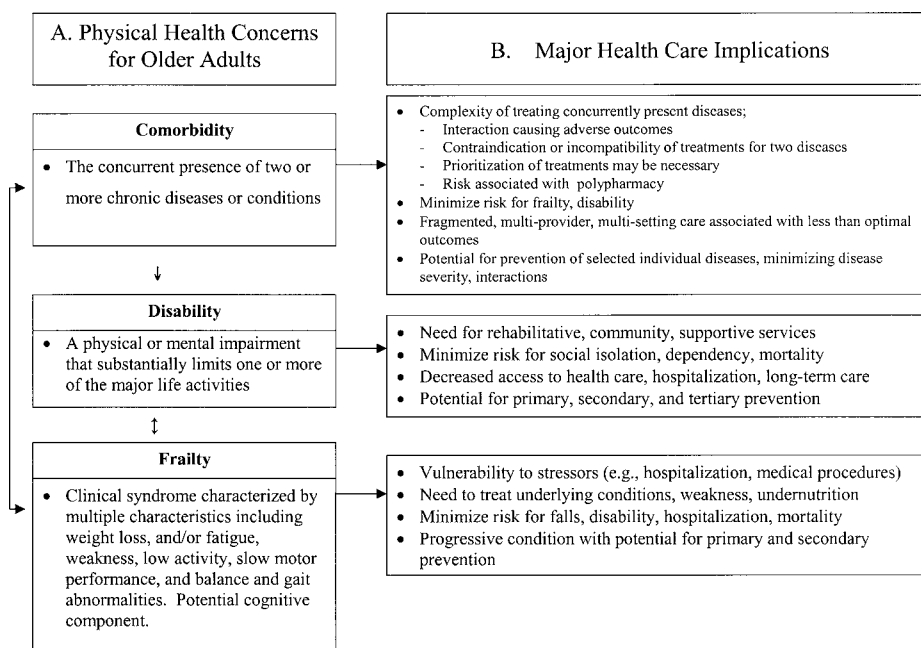 A. Physical Health Concerns
for Older Adults
B. Major Health Care Implications
Comorbidity
• The concurrent presence of two or
more chronic diseases or conditions
• Complexity of treating concurrently present diseases;
- Interaction causing adverse outcomes
- Contraindication or incompatibility of treatments for two diseases
- Prioritization of treatments may be necessary
- Risk associated with polypharmacy
• Minimize risk for frailty, disability
• Fragmented, multi-provider, multi-setting care associated with less than optimal
outcomes
• Potential for prevention of selected individual diseases, minimizing disease
severity, interactions
Disability
• A physical or mental impairment
that substantially limits one or more
of the major life activities
• Need for rehabilitative, community, supportive services
• Minimize risk for social isolation, dependency, mortality
• Decreased access to health care, hospitalization, long-term care
• Potential for primary, secondary, and tertiary prevention
Frailty
• Clinical syndrome characterized by
multiple characteristics including
weight loss, and/or fatigue,
weakness, low activity, slow motor
performance, and balance and gait
abnormalities. Potential cognitive
component.
• Vulnerability to stressors (e.g., hospitalization, medical procedures)
• Need to treat underlying conditions, weakness, undernutrition
• Minimize risk for falls, disability, hospitalization, mortality
• Progressive condition with potential for primary and secondary
prevention